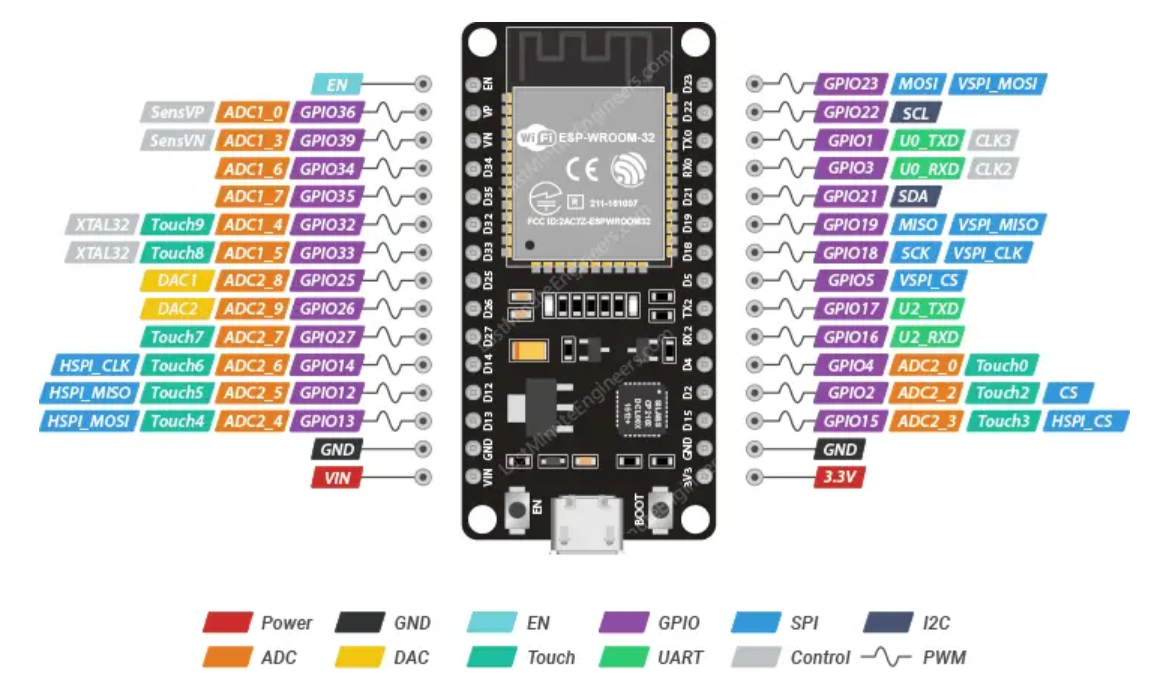 EN EN D23 GPIO23 MOSI VSPI_MOSI
SensVP ADC1_0 GPIO36 VP D22 GPIO22 SCL
SensVN ADC1_3 GPIO39 VN WiFi ESP-WROOM-32 TX0 GPIO1 U0_TXD CLK3
ADC1_6 GPIO34 D34 CE RX0 GPIO3 U0_RXD CLK2
ADC1_7 GPIO35 D35 R 211-161007 D21 GPIO21 SDA
XTAL32 Touch9 ADC1_4 GPIO32 D32 FCC ID:2AC7Z-ESPWROOM32 D19 GPIO19 MISO VSPI_MISO
XTAL32 Touch8 ADC1_5 GPIO33 D33 D18 GPIO18 SCK VSPI_CLK
DAC1 ADC2_8 GPIO25 D25 D5 GPIO5 VSPI_CS
DAC2 ADC2_9 GPIO26 D26 TX2 GPIO17 U2_TXD
Touch7 ADC2_7 GPIO27 D27 RX2 GPIO16 U2_RXD
HSPI_CLK Touch6 ADC2_6 GPIO14 D14 D4 GPIO4 ADC2_0 Touch0
HSPI_MISO Touch5 ADC2_5 GPIO12 D12 D2 GPIO2 ADC2_2 Touch2 CS
HSPI_MOSI Touch4 ADC2_4 GPIO13 D13 D15 GPIO15 ADC2_3 Touch3 HSPI_CS
GND GND GND GND
VIN VIN 3V3 3.3V
EN BOOT
LastMinuteEngineers.com
Power GND EN GPIO SPI I2C
ADC DAC Touch UART Control PWM